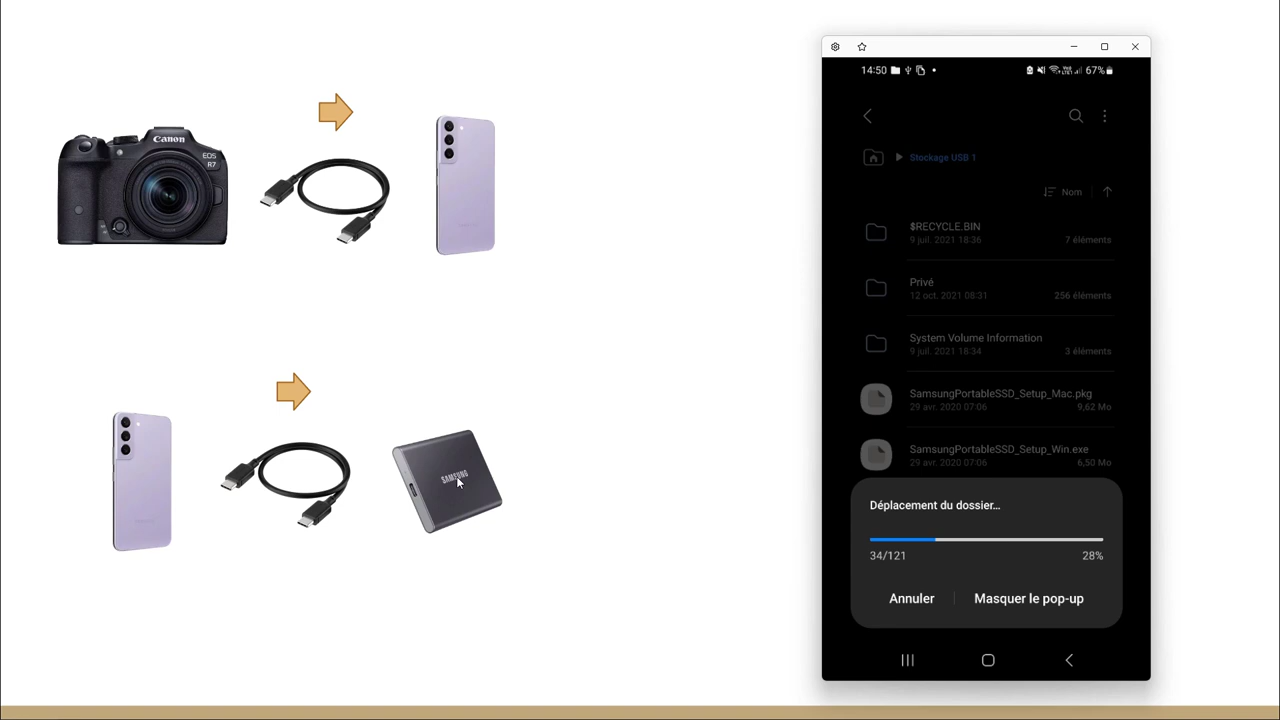 Canon
EOS
R7
SAMSUNG
14:50
67%
Stockage USB 1
Nom
$RECYCLE.BIN
9 juil. 2021 18:36
7 éléments
Privé
12 oct. 2021 08:31
256 éléments
System Volume Information
9 juil. 2021 18:34
3 éléments
SamsungPortableSSD_Setup_Mac.pkg
29 avr. 2020 07:06
9,62 Mo
SamsungPortableSSD_Setup_Win.exe
29 avr. 2020 07:06
6,50 Mo
Déplacement du dossier...
34/121
28%
Annuler
Masquer le pop-up